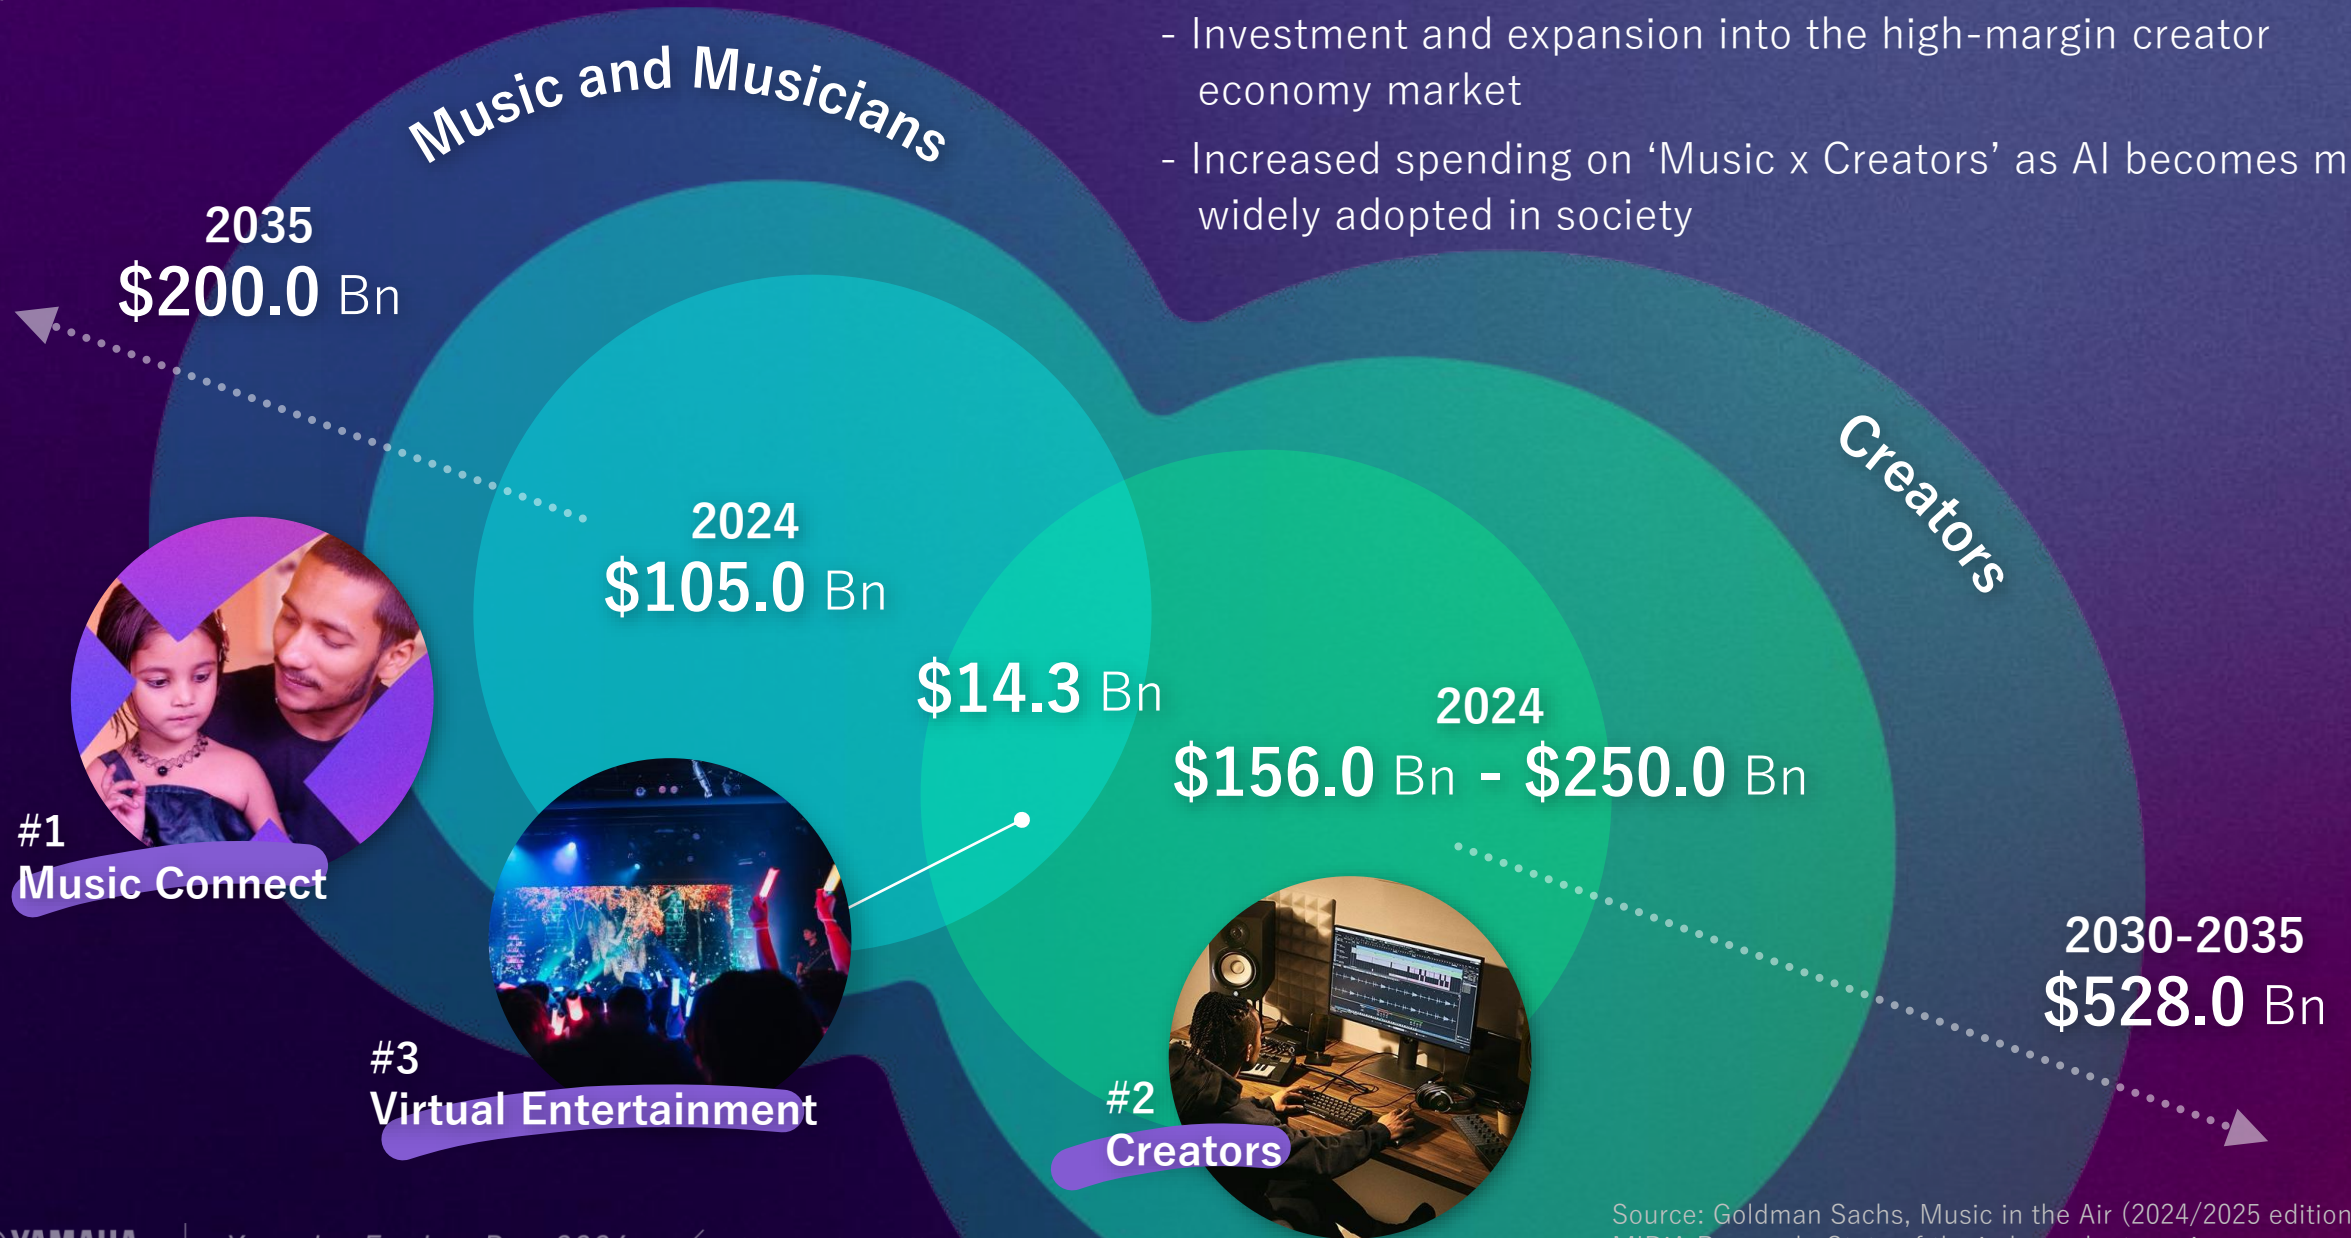 - Investment and expansion into the high-margin creator
economy market
- Increased spending on ‘Music x Creators’ as AI becomes
widely adopted in society
Music and Musicians
2035
$200.0 Bn
Creators
2024
$105.0 Bn
$14.3 Bn
2024
$156.0 Bn - $250.0 Bn
#1
Music Connect
2030-2035
$528.0 Bn
#3
Virtual Entertainment
#2
Creators
Source: Goldman Sachs, Music in the Air (2024/2025 edition
YAMAHA